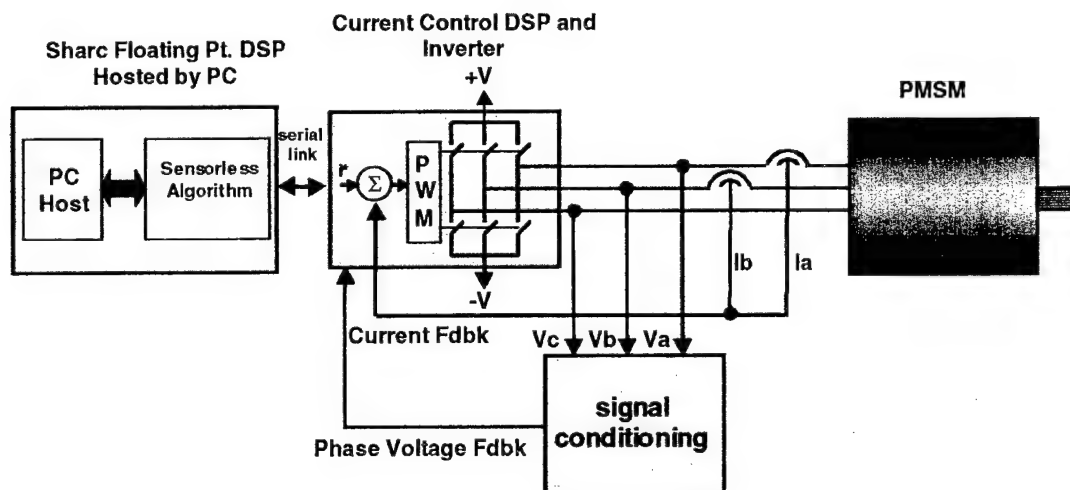 Current Control DSP and
Inverter
Sharc Floating Pt. DSP
Hosted by PC
+V
PMSM
serial
link
PC
Host
Sensorless
Algorithm
r
Σ
P
W
M
-V
Ib
Ia
Current Fdbk
Vc
Vb
Va
signal
conditioning
Phase Voltage Fdbk